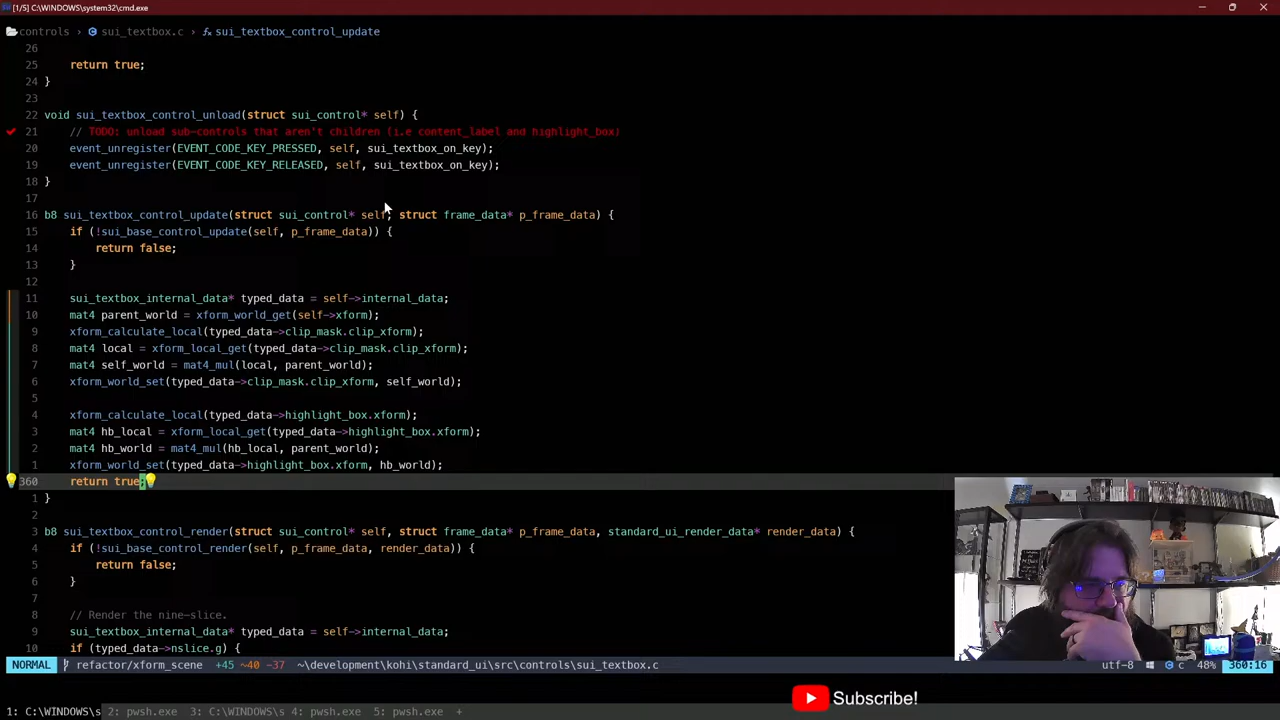 [1/5] C:\WINDOWS\system32\cmd.exe
controls > sui_textbox.c > sui_textbox_control_update
26
25 return true;
24 }
23
22 void sui_textbox_control_unload(struct sui_control* self) {
21 // TODO: unload sub-controls that aren't children (i.e content_label and highlight_box)
20 event_unregister(EVENT_CODE_KEY_PRESSED, self, sui_textbox_on_key);
19 event_unregister(EVENT_CODE_KEY_RELEASED, self, sui_textbox_on_key);
18 }
17
16 b8 sui_textbox_control_update(struct sui_control* self, struct frame_data* p_frame_data) {
15 if (!sui_base_control_update(self, p_frame_data)) {
14 return false;
13 }
12
11 sui_textbox_internal_data* typed_data = self->internal_data;
10 mat4 parent_world = xform_world_get(self->xform);
9 xform_calculate_local(typed_data->clip_mask.clip_xform);
8 mat4 local = xform_local_get(typed_data->clip_mask.clip_xform);
7 mat4 self_world = mat4_mul(local, parent_world);
6 xform_world_set(typed_data->clip_mask.clip_xform, self_world);
5
4 xform_calculate_local(typed_data->highlight_box.xform);
3 mat4 hb_local = xform_local_get(typed_data->highlight_box.xform);
2 mat4 hb_world = mat4_mul(hb_local, parent_world);
1 xform_world_set(typed_data->highlight_box.xform, hb_world);
360 return true;
1 }
2
3 b8 sui_textbox_control_render(struct sui_control* self, struct frame_data* p_frame_data, standard_ui_render_data* render_data) {
4 if (!sui_base_control_render(self, p_frame_data, render_data)) {
5 return false;
6 }
7
8 // Render the nine-slice.
9 sui_textbox_internal_data* typed_data = self->internal_data;
10 if (typed_data->nslice.g) {
NORMAL refactor/xform_scene +45 ~40 -37 ~\development\kohi\standard_ui\src\controls\sui_textbox.c utf-8 c 48% 360:16
Subscribe!
1: C:\WINDOWS\s 2: pwsh.exe 3: C:\WINDOWS\s 4: pwsh.exe 5: pwsh.exe +